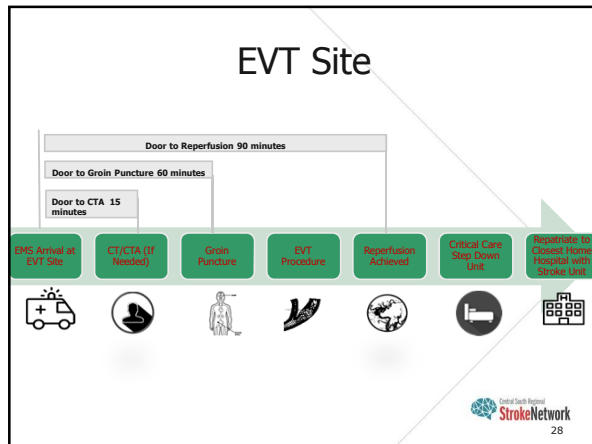 EVT Site
Door to Reperfusion 90 minutes
Door to Groin Puncture 60 minutes
Door to CTA 15
minutes
EMS Arrival at
EVT Site
CT/CTA (If
Needed)
Groin
Puncture
EVT
Procedure
Reperfusion
Achieved
Critical Care
Step Down
Unit
Repatriate to
Closest Home
Hospital with
Stroke Unit
Central South Regional
StrokeNetwork
28